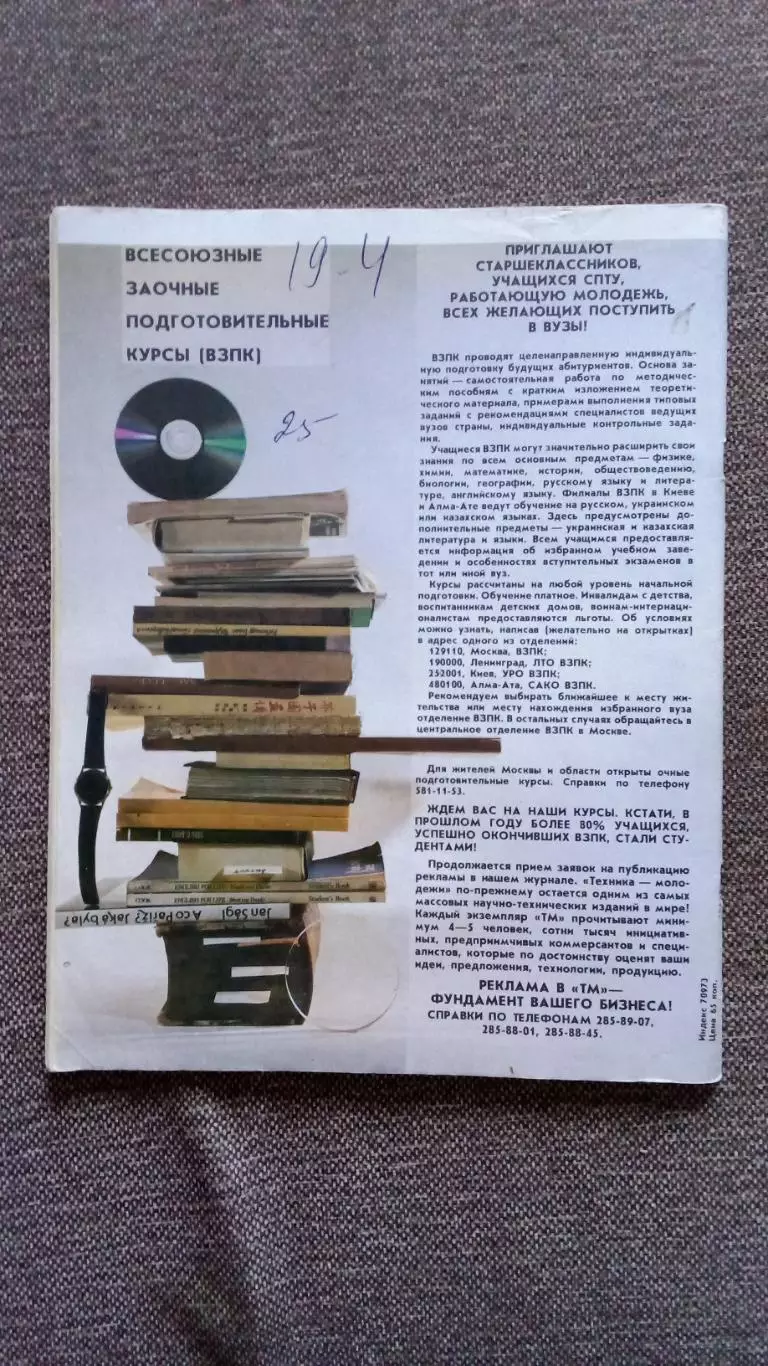 ВСЕСОЮЗНЫЕ
ЗАОЧНЫЕ
ПОДГОТОВИТЕЛЬНЫЕ
КУРСЫ (ВЗПК)
19-4
25
ПРИГЛАШАЮТ
СТАРШЕКЛАССНИКОВ,
УЧАЩИХСЯ СПТУ,
РАБОТАЮЩУЮ МОЛОДЕЖЬ,
ВСЕХ ЖЕЛАЮЩИХ ПОСТУПИТЬ
В ВУЗЫ!
ВЗПК проводят целенаправленную индивидуаль-
ную подготовку будущих абитуриентов. Основа за-
нятий — самостоятельная работа по методичес-
ким пособиям с кратким изложением теорети-
ческого материала, примерами выполнения типовых
заданий с рекомендациями специалистов ведущих
вузов страны, индивидуальные контрольные зада-
ния.
Учащиеся ВЗПК могут значительно расширить свои
знания по всем основным предметам — физике,
химии, математике, истории, обществоведению,
биологии, географии, русскому языку и литера-
туре, английскому языку. Филиалы ВЗПК в Киеве
и Алма-Ате ведут обучение на русском, украинском
или казахском языках. Здесь предусмотрены до-
полнительные предметы — украинская и казахская
литература и языки. Всем учащимся предоставля-
ется информация об избранном учебном заве-
дении и особенностях вступительных экзаменов в
тот или иной вуз.
Курсы рассчитаны на любой уровень начальной
подготовки. Обучение платное. Инвалидам с детства,
воспитанникам детских домов, воинам-интернаци-
оналистам предоставляются льготы. Об условиях
можно узнать, написав (желательно на открытках)
в адрес одного из отделений:
129110, Москва, ВЗПК;
190000, Ленинград, ЛТО ВЗПК;
252001, Киев, УРО ВЗПК;
480100, Алма-Ата, САКО ВЗПК.
Рекомендуем выбирать ближайшее к месту жи-
тельства или месту нахождения избранного вуза
отделение ВЗПК. В остальных случаях обращайтесь в
центральное отделение ВЗПК в Москве.
Для жителей Москвы и области открыты очные
подготовительные курсы. Справки по телефону
581-11-53.
ЖДЕМ ВАС НА НАШИ КУРСЫ. КСТАТИ, В
ПРОШЛОМ ГОДУ БОЛЕЕ 80% УЧАЩИХСЯ,
УСПЕШНО ОКОНЧИВШИХ ВЗПК, СТАЛИ СТУ-
ДЕНТАМИ!
Продолжается прием заявок на публикацию
рекламы в нашем журнале. «Техника — моло-
дежи» по-прежнему остается одним из самых
массовых научно-технических изданий в мире!
Каждый экземпляр «ТМ» прочитывают мини-
мум 4—5 человек, сотни тысяч инициатив-
ных, предприимчивых коммерсантов и специ-
алистов, которые по достоинству оценят ваши
идеи, предложения, технологии, продукцию.
РЕКЛАМА В «ТМ»—
ФУНДАМЕНТ ВАШЕГО БИЗНЕСА!
СПРАВКИ ПО ТЕЛЕФОНАМ 285-89-07,
285-88-01, 285-88-45.
Индекс 70973
Цена 65 коп.
Student's Book
Student's Book
Jan Ságl A co Paříž? Jaká byla?